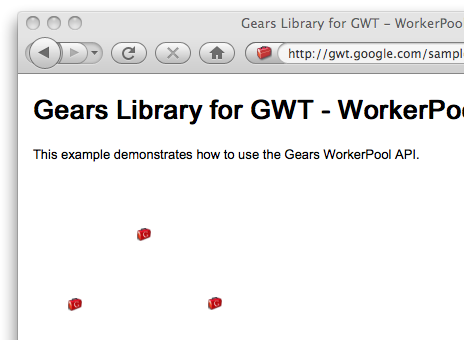 Gears Library for GWT – WorkerPoo
http://gwt.google.com/sampl
Gears Library for GWT - WorkerPo
This example demonstrates how to use the Gears WorkerPool API.